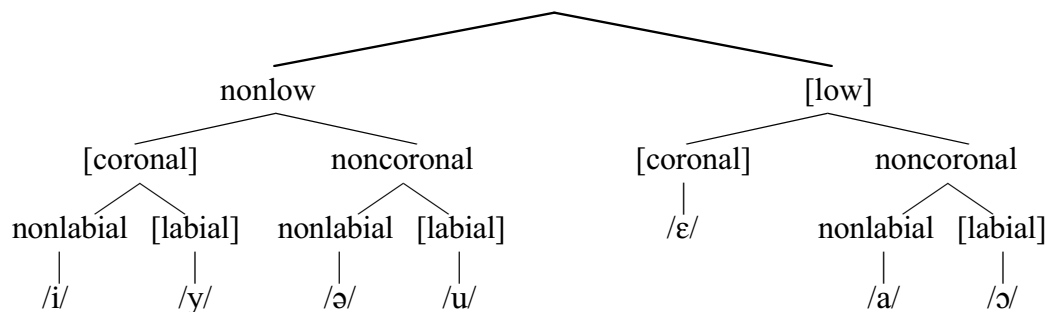 nonlow [low]
[coronal] noncoronal [coronal] noncoronal
nonlabial [labial] nonlabial [labial] /ɛ/ nonlabial [labial]
/i/ /y/ /ə/ /u/ /a/ /ɔ/